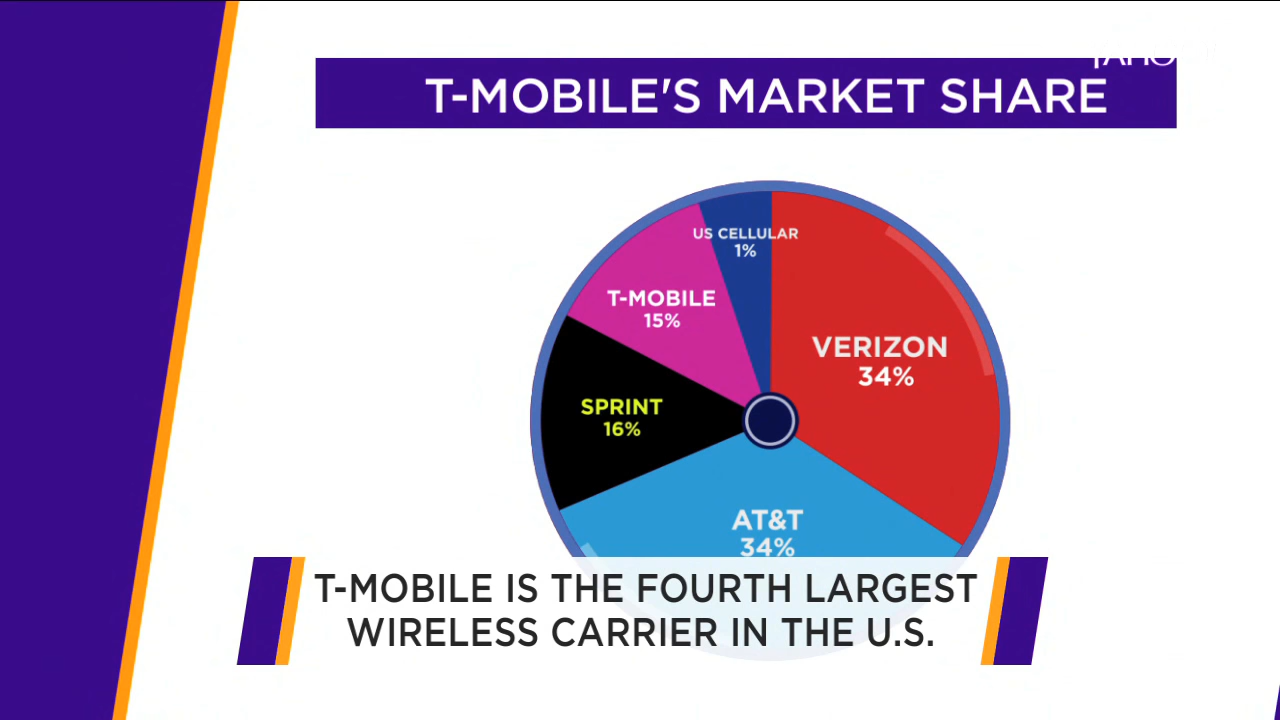 T-MOBILE'S MARKET SHARE
US CELLULAR
1%
T-MOBILE
15%
VERIZON
34%
SPRINT
16%
AT&T
34%
T-MOBILE IS THE FOURTH LARGEST
WIRELESS CARRIER IN THE U.S.